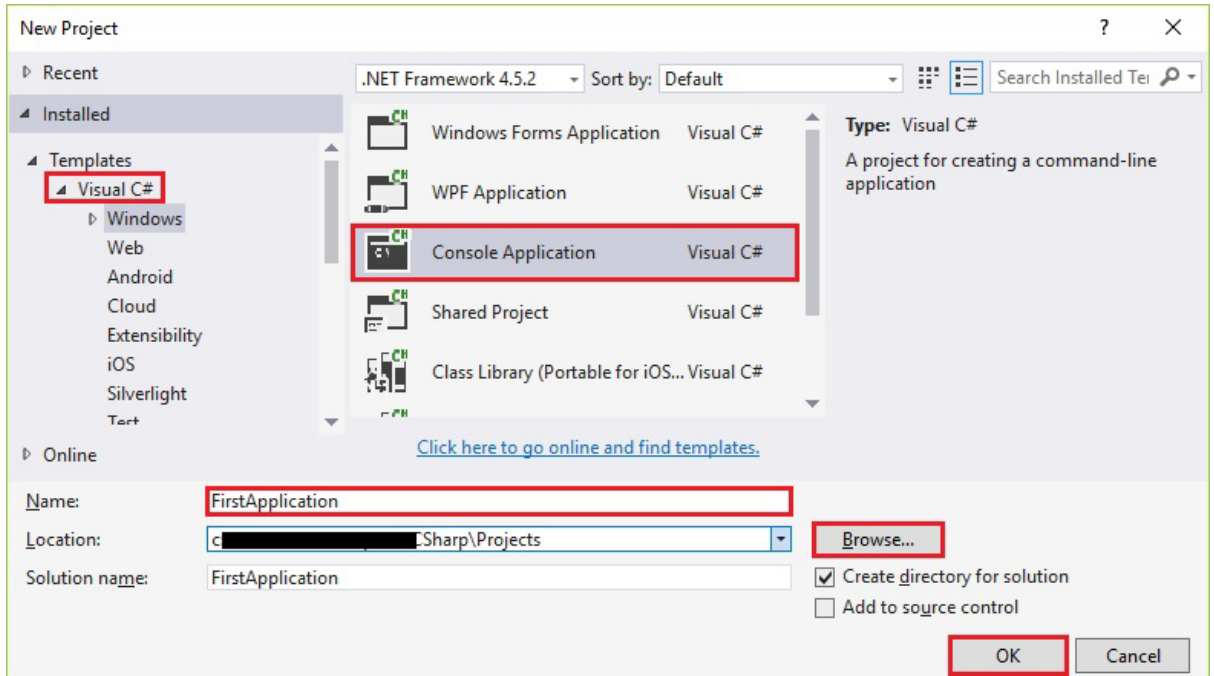 New Project
?
Recent
.NET Framework 4.5.2
Sort by: Default
Search Installed Tei
Installed
Templates
Visual C#
Windows
Web
Android
Cloud
Extensibility
iOS
Silverlight
Test
Online
Windows Forms Application Visual C#
WPF Application Visual C#
Console Application Visual C#
Shared Project Visual C#
Class Library (Portable for iOS... Visual C#
Click here to go online and find templates.
Type: Visual C#
A project for creating a command-line
application
Name: FirstApplication
Location: c CSharp\Projects
Browse...
Solution name: FirstApplication
Create directory for solution
Add to source control
OK
Cancel